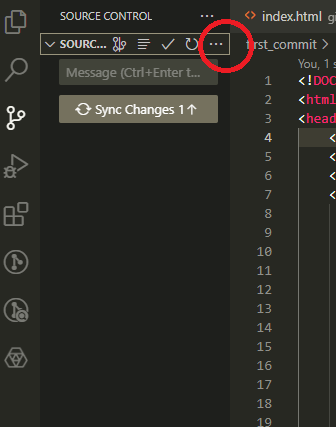 SOURCE CONTROL
SOURC...
Message (Ctrl+Enter t...
Sync Changes 1↑
index.html
first_commit >
You, 1 s
1 <!DOC
2 <html
3 <head
4 <
5 <
6 <
7 <
8
9
10
11
12
13
14
15
16
17
18
19